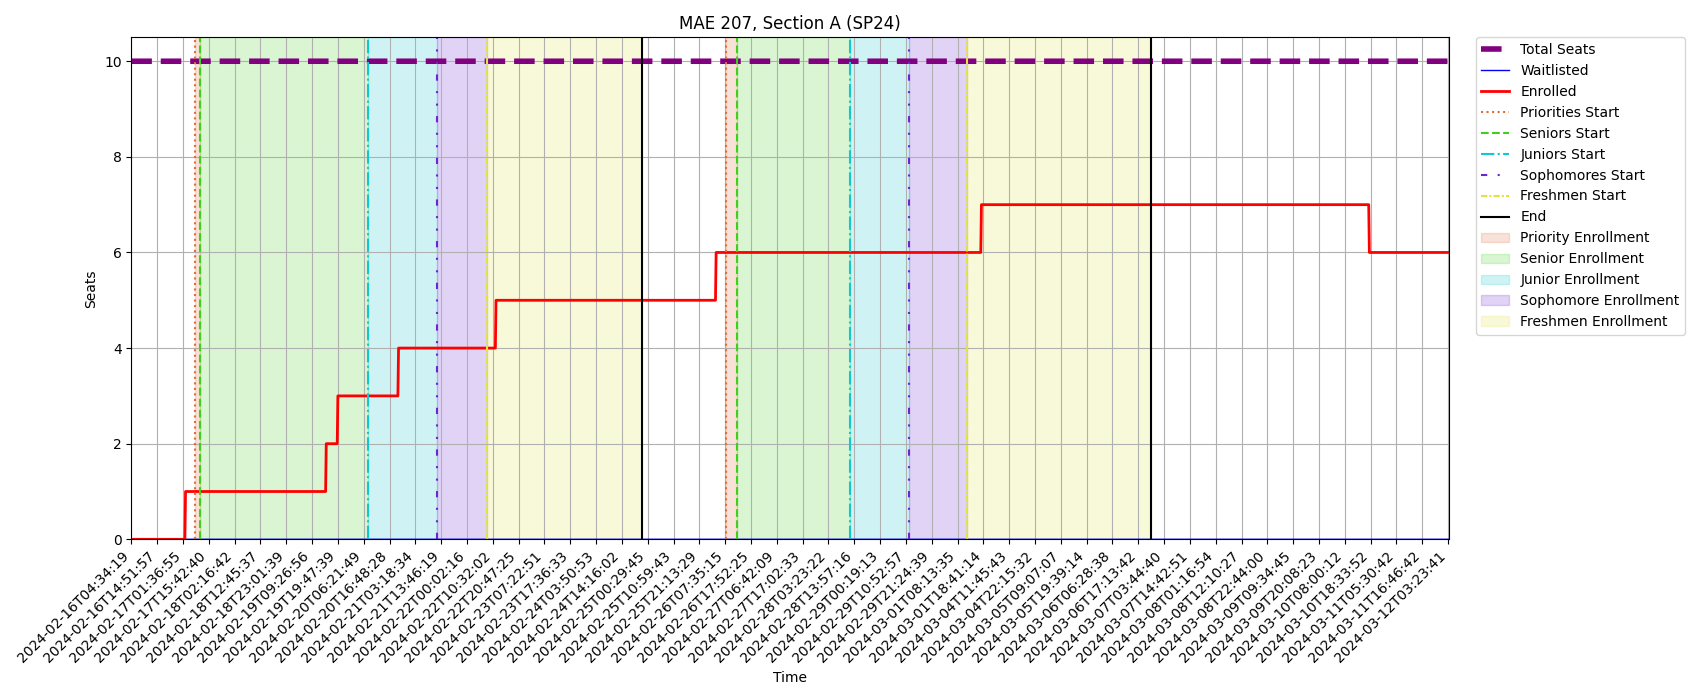 MAE 207, Section A (SP24)
Seats
10
8
6
4
2
0
2024-02-16T04:34:19
2024-02-16T14:51:57
2024-02-17T01:36:55
2024-02-17T15:42:40
2024-02-18T02:16:42
2024-02-18T12:45:37
2024-02-18T23:01:39
2024-02-19T09:26:56
2024-02-19T19:47:39
2024-02-20T06:21:49
2024-02-20T16:48:28
2024-02-21T03:18:34
2024-02-21T13:46:19
2024-02-22T00:02:16
2024-02-22T10:32:02
2024-02-22T20:47:25
2024-02-23T07:22:51
2024-02-23T17:36:33
2024-02-24T03:50:53
2024-02-24T14:16:02
2024-02-25T00:29:45
2024-02-25T10:59:43
2024-02-25T21:13:29
2024-02-26T07:35:15
2024-02-26T17:52:25
2024-02-27T06:42:09
2024-02-27T17:02:33
2024-02-28T03:23:22
2024-02-28T13:57:16
2024-02-29T00:19:13
2024-02-29T10:52:57
2024-02-29T21:24:39
2024-03-01T08:13:35
2024-03-01T18:41:14
2024-03-04T11:45:43
2024-03-04T22:15:32
2024-03-05T09:07:07
2024-03-05T19:39:14
2024-03-06T06:28:38
2024-03-06T17:13:42
2024-03-07T03:44:40
2024-03-07T14:42:51
2024-03-08T01:16:54
2024-03-08T12:10:27
2024-03-08T22:44:00
2024-03-09T09:34:45
2024-03-09T20:08:23
2024-03-10T08:00:12
2024-03-10T18:33:52
2024-03-11T05:30:42
2024-03-11T16:46:42
2024-03-12T03:23:41
Time
Total Seats
Waitlisted
Enrolled
Priorities Start
Seniors Start
Juniors Start
Sophomores Start
Freshmen Start
End
Priority Enrollment
Senior Enrollment
Junior Enrollment
Sophomore Enrollment
Freshmen Enrollment